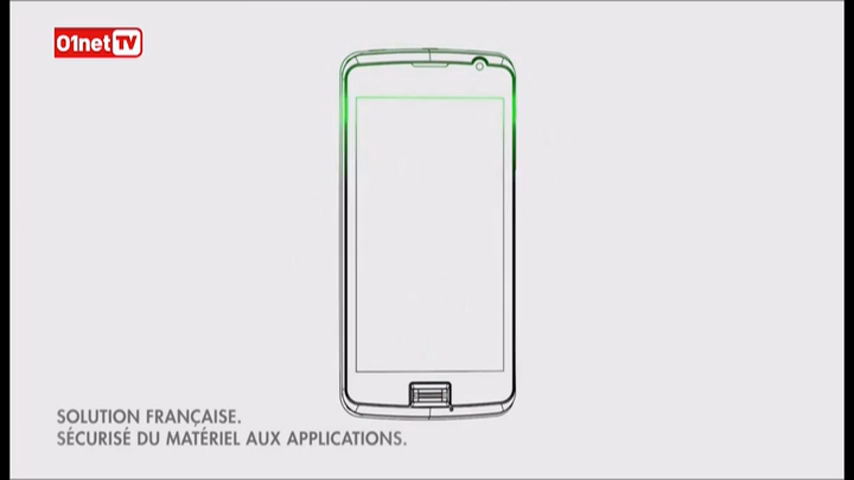 01net TV
SOLUTION FRANÇAISE.
SÉCURISÉ DU MATÉRIEL AUX APPLICATIONS.